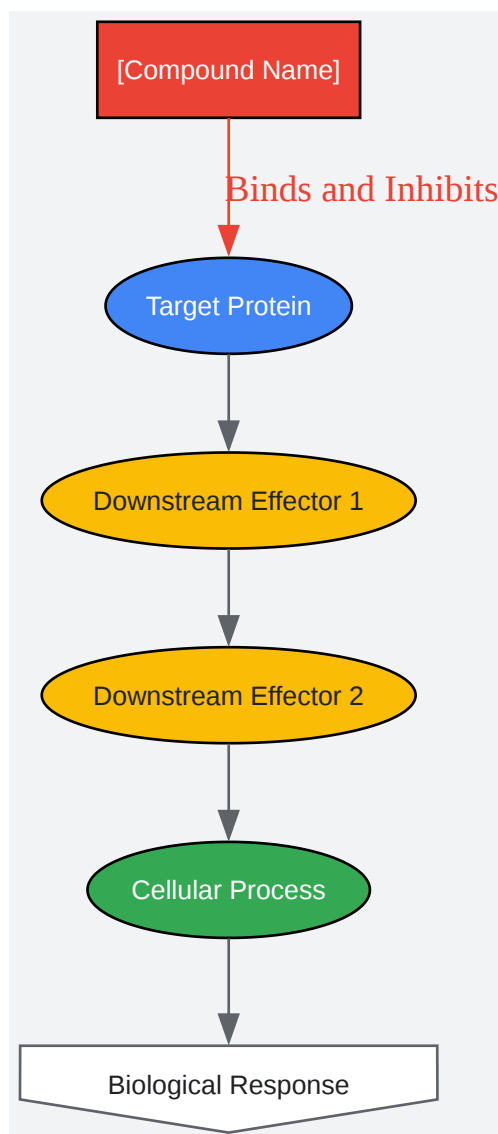 [Compound Name]
Binds and Inhibits
Target Protein
Downstream Effector 1
Downstream Effector 2
Cellular Process
Biological Response